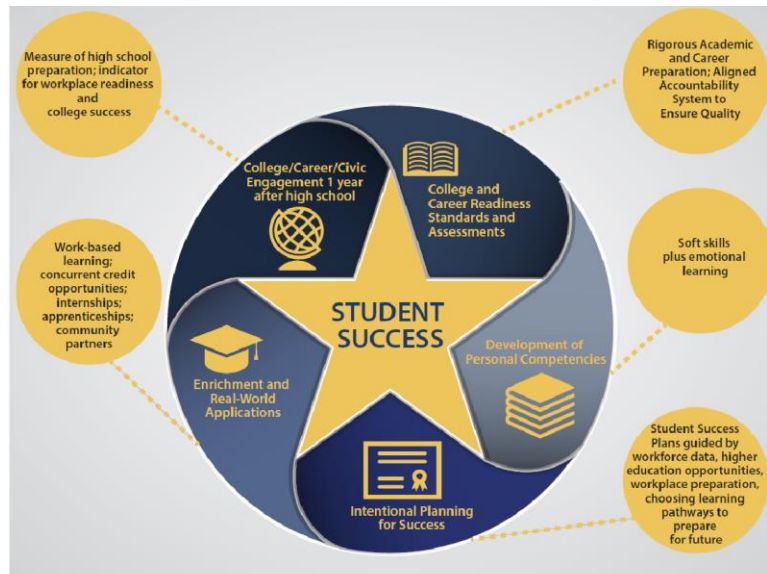 Measure of high school
preparation; indicator
for workplace readiness
and
college success
Rigorous Academic
and Career
Preparation; Aligned
Accountability
System to
Ensure Quality
College/Career/Civic
Engagement 1 year
after high school
College and
Career Readiness
Standards and
Assessments
Work-based
learning;
concurrent credit
opportunities;
internships;
apprenticeships;
community
partners
Soft skills
plus emotional
learning
STUDENT
SUCCESS
Development of
Personal Competencies
Enrichment and
Real-World
Applications
Intentional Planning
for Success
Student Success
Plans guided by
workforce data, higher
education opportunities,
workplace preparation,
choosing learning
pathways to
prepare
for future